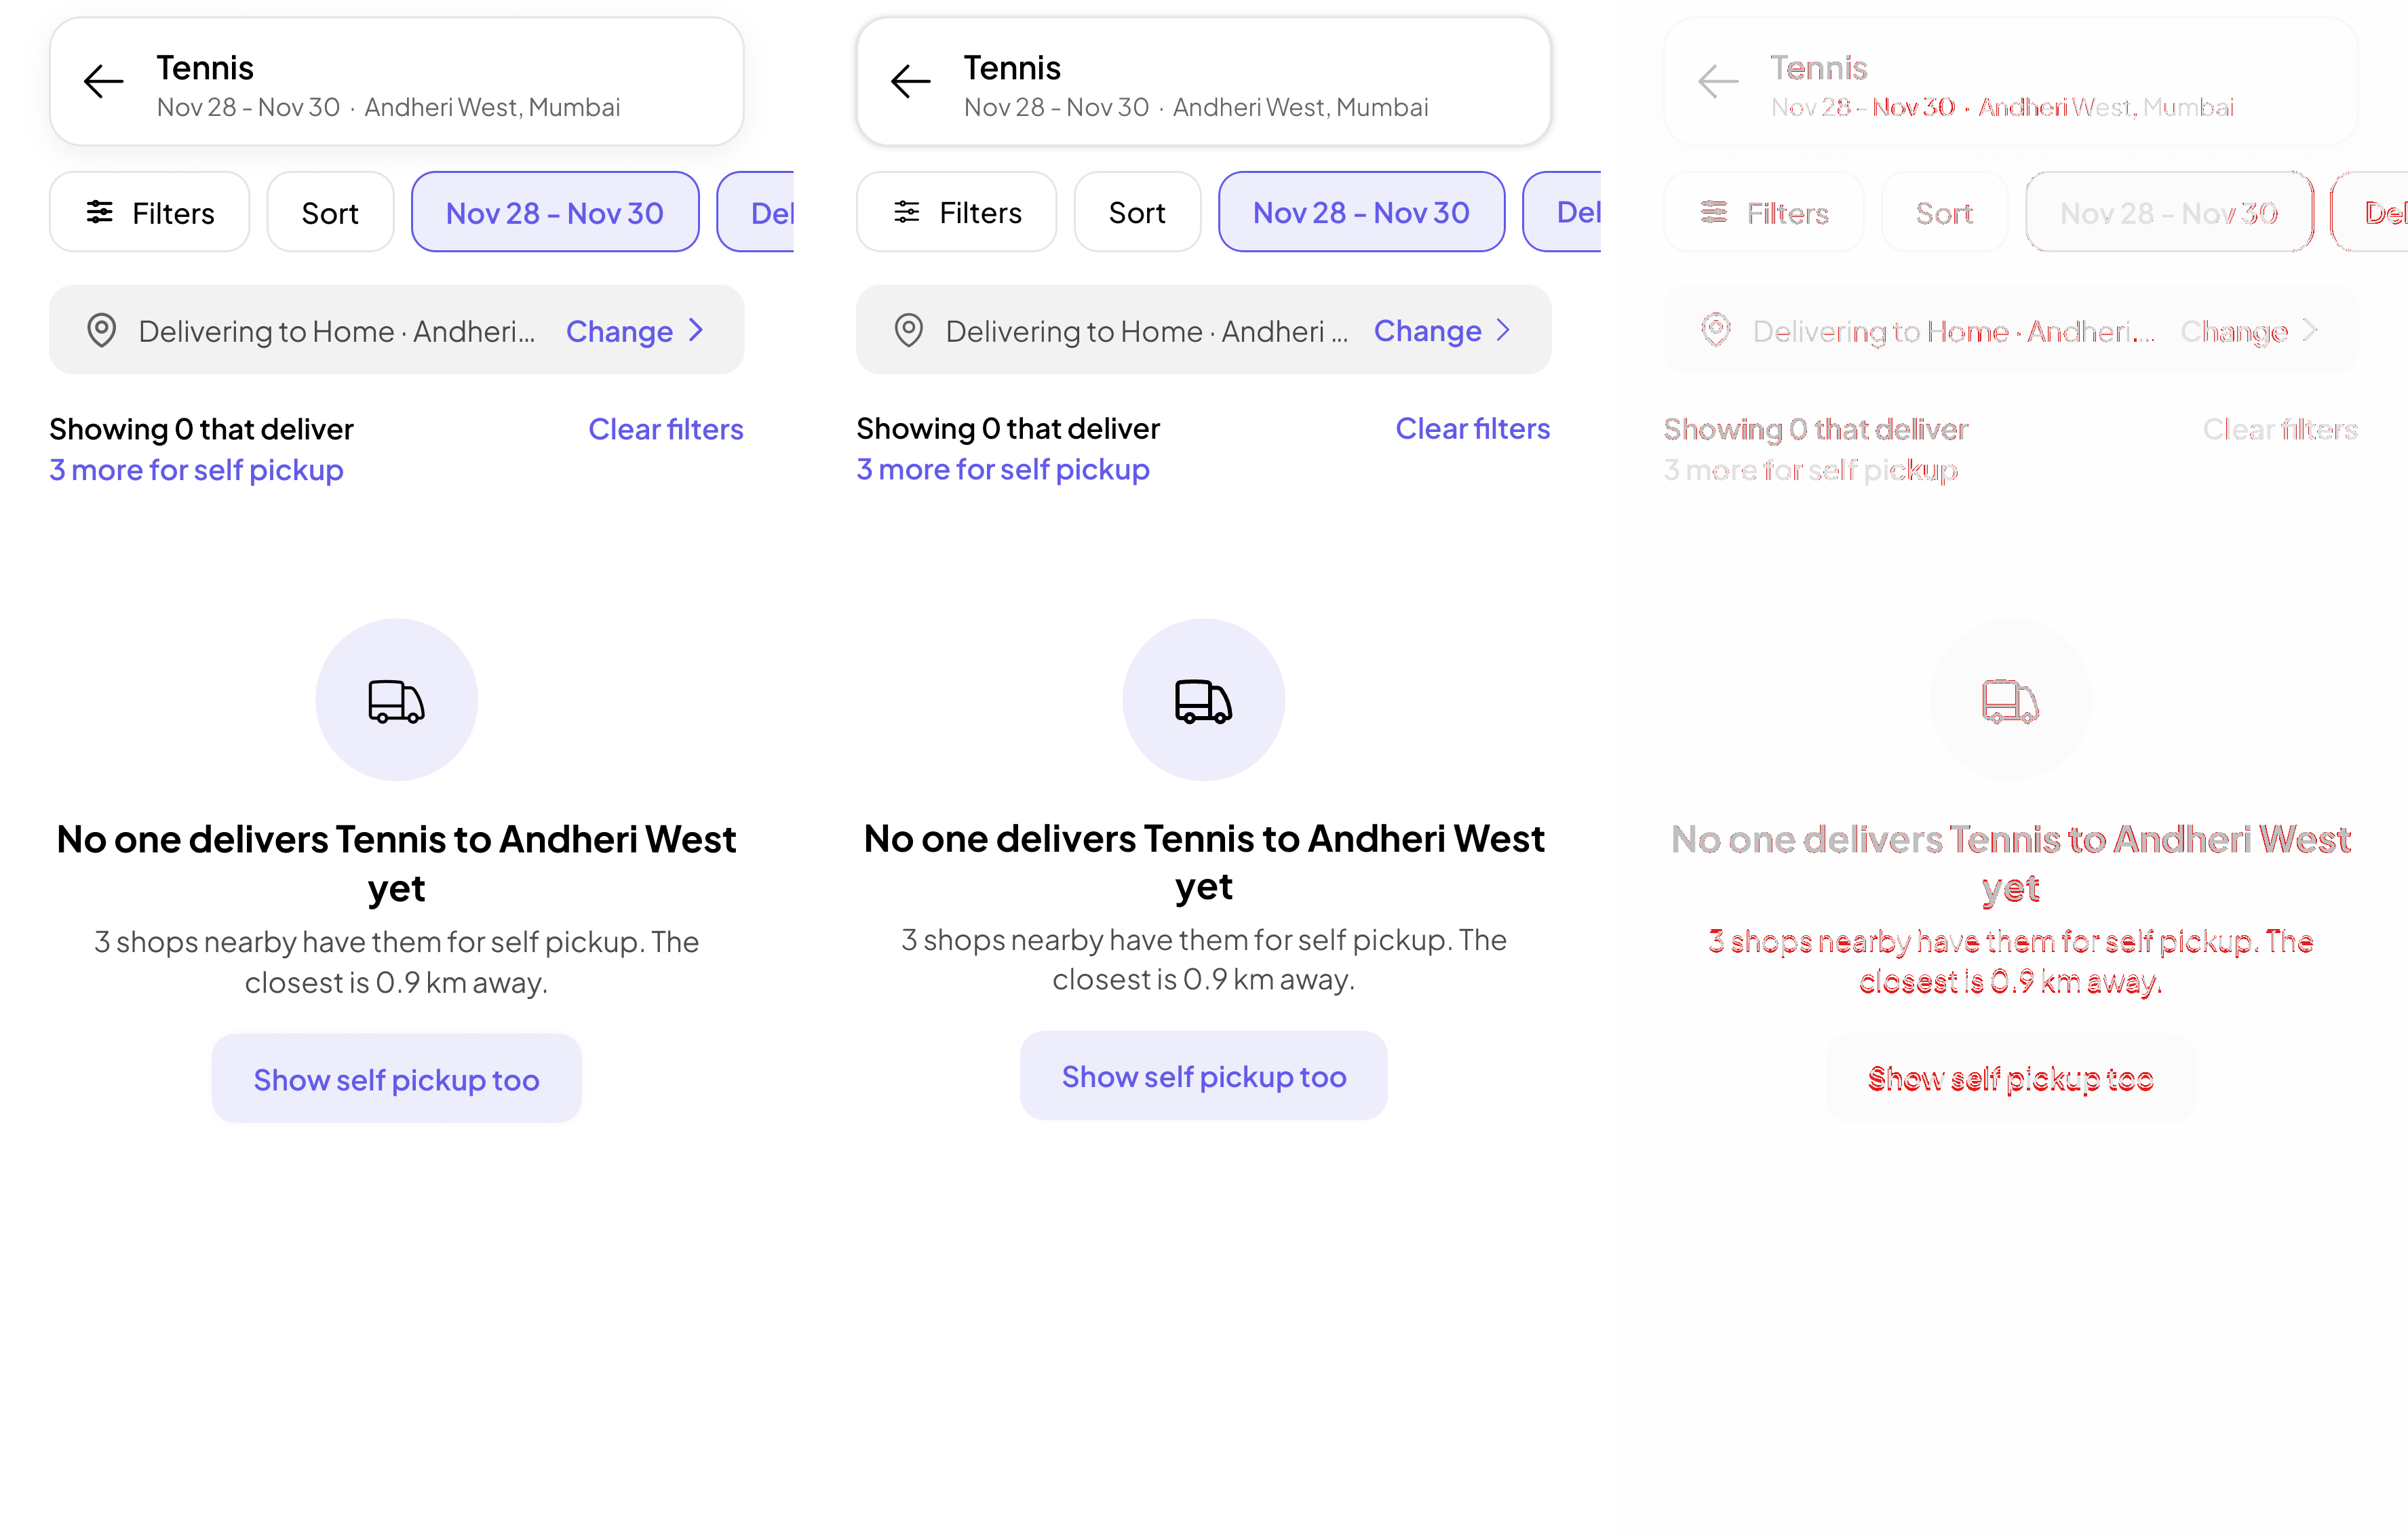 Tennis
Nov 28 - Nov 30 · Andheri West, Mumbai
Filters
Sort
Nov 28 – Nov 30
Del
Delivering to Home · Andheri...
Change
Showing 0 that deliver
Clear filters
3 more for self pickup
No one delivers Tennis to Andheri West
yet
3 shops nearby have them for self pickup. The
closest is 0.9 km away.
Show self pickup too
Tennis
Nov 28 - Nov 30 · Andheri West, Mumbai
Filters
Sort
Nov 28 – Nov 30
Del
Delivering to Home · Andheri ...
Change
Showing 0 that deliver
Clear filters
3 more for self pickup
No one delivers Tennis to Andheri West
yet
3 shops nearby have them for self pickup. The
closest is 0.9 km away.
Show self pickup too
Tennis
Nov 28 - Nov 30 · Andheri West, Mumbai
Filters
Sort
Nov 28 – Nov 30
Del
Delivering to Home · Andheri...
Change
Showing 0 that deliver
Clear filters
3 more for self pickup
No one delivers Tennis to Andheri West
yet
3 shops nearby have them for self pickup. The
closest is 0.9 km away.
Show self pickup too